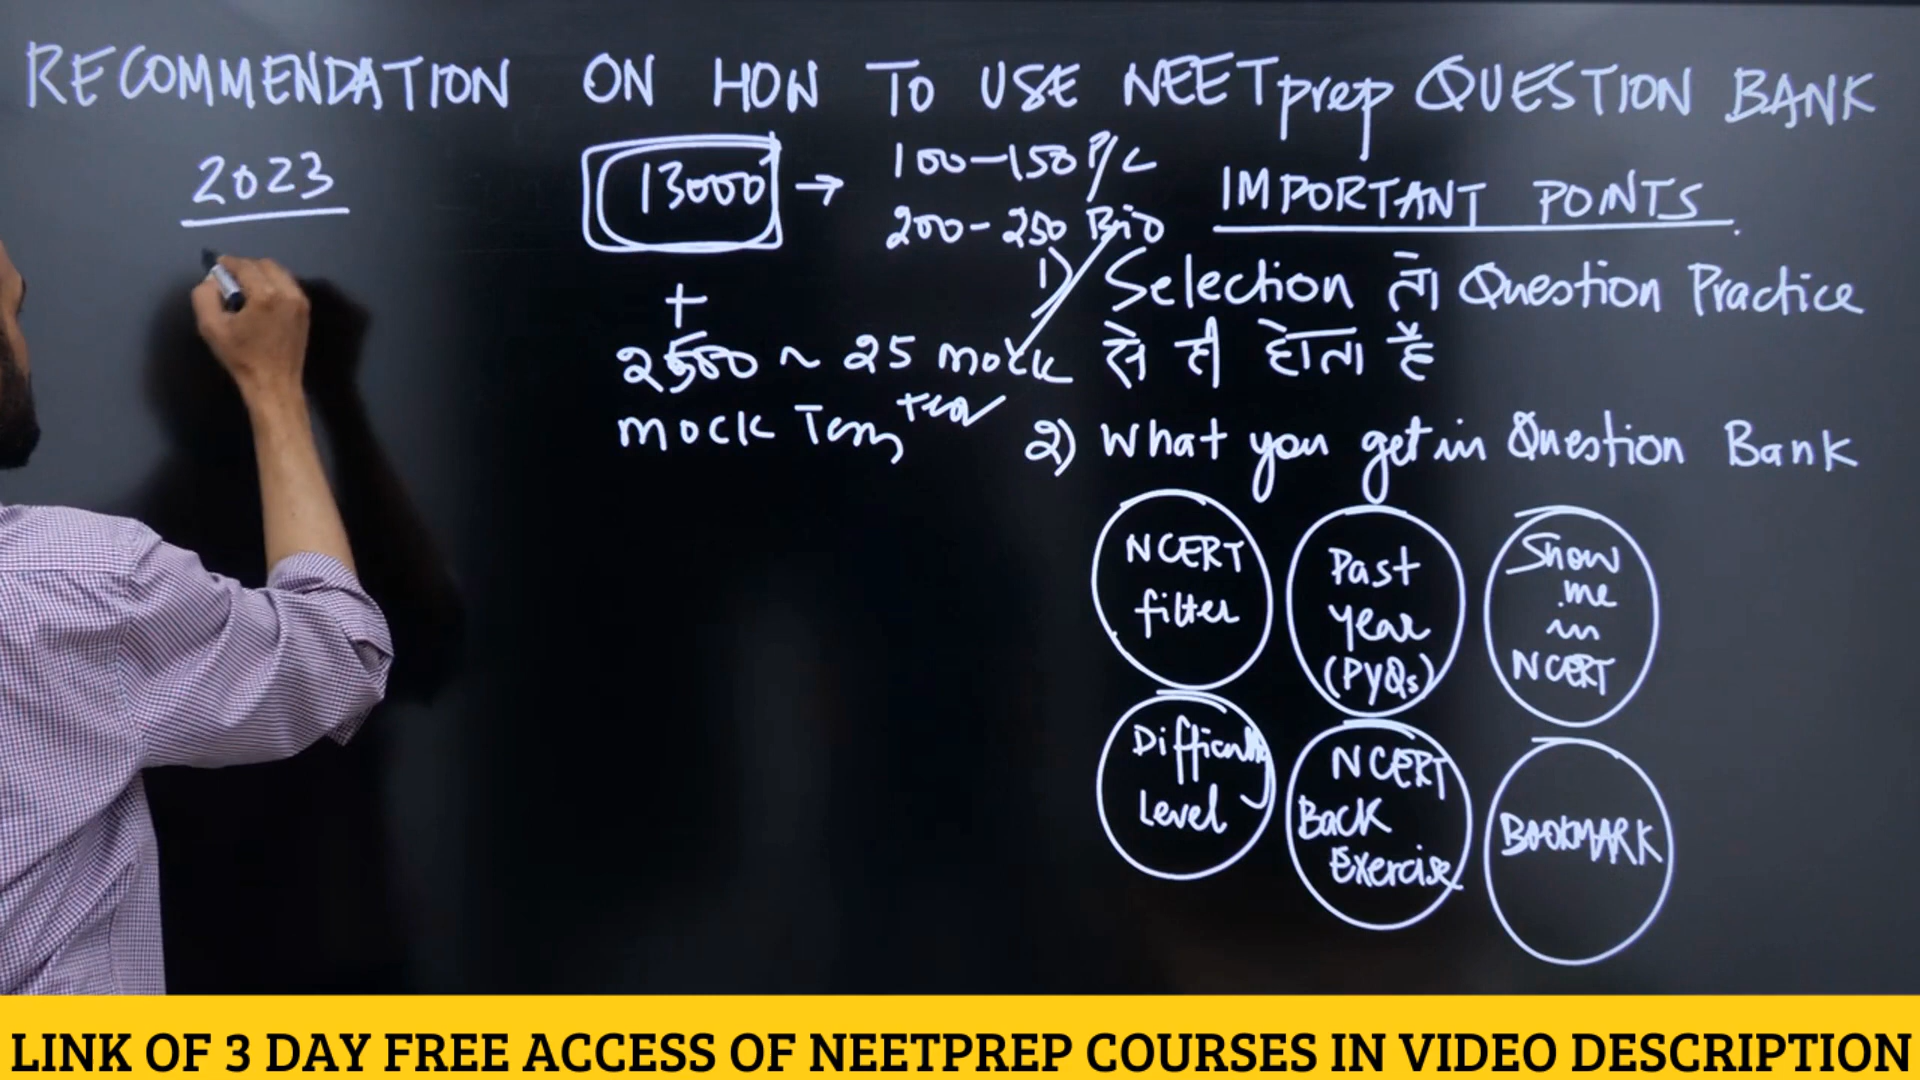 RECOMMENDATION ON HOW TO USE NEETprep QUESTION BANK
2023
13000 → 100-150 P/C
200-250 Bio
+
2500 ~ 25 mock
mock
IMPORTANT POINTS
1) Selection तो Question Practice
से ही होता है
2) What you get in Question Bank
NCERT
filter
Past
Year
(PYQs)
Show
me
in
NCERT
Difficulty
Level
NCERT
Back
Exercise
BOOKMARK
LINK OF 3 DAY FREE ACCESS OF NEETPREP COURSES IN VIDEO DESCRIPTION